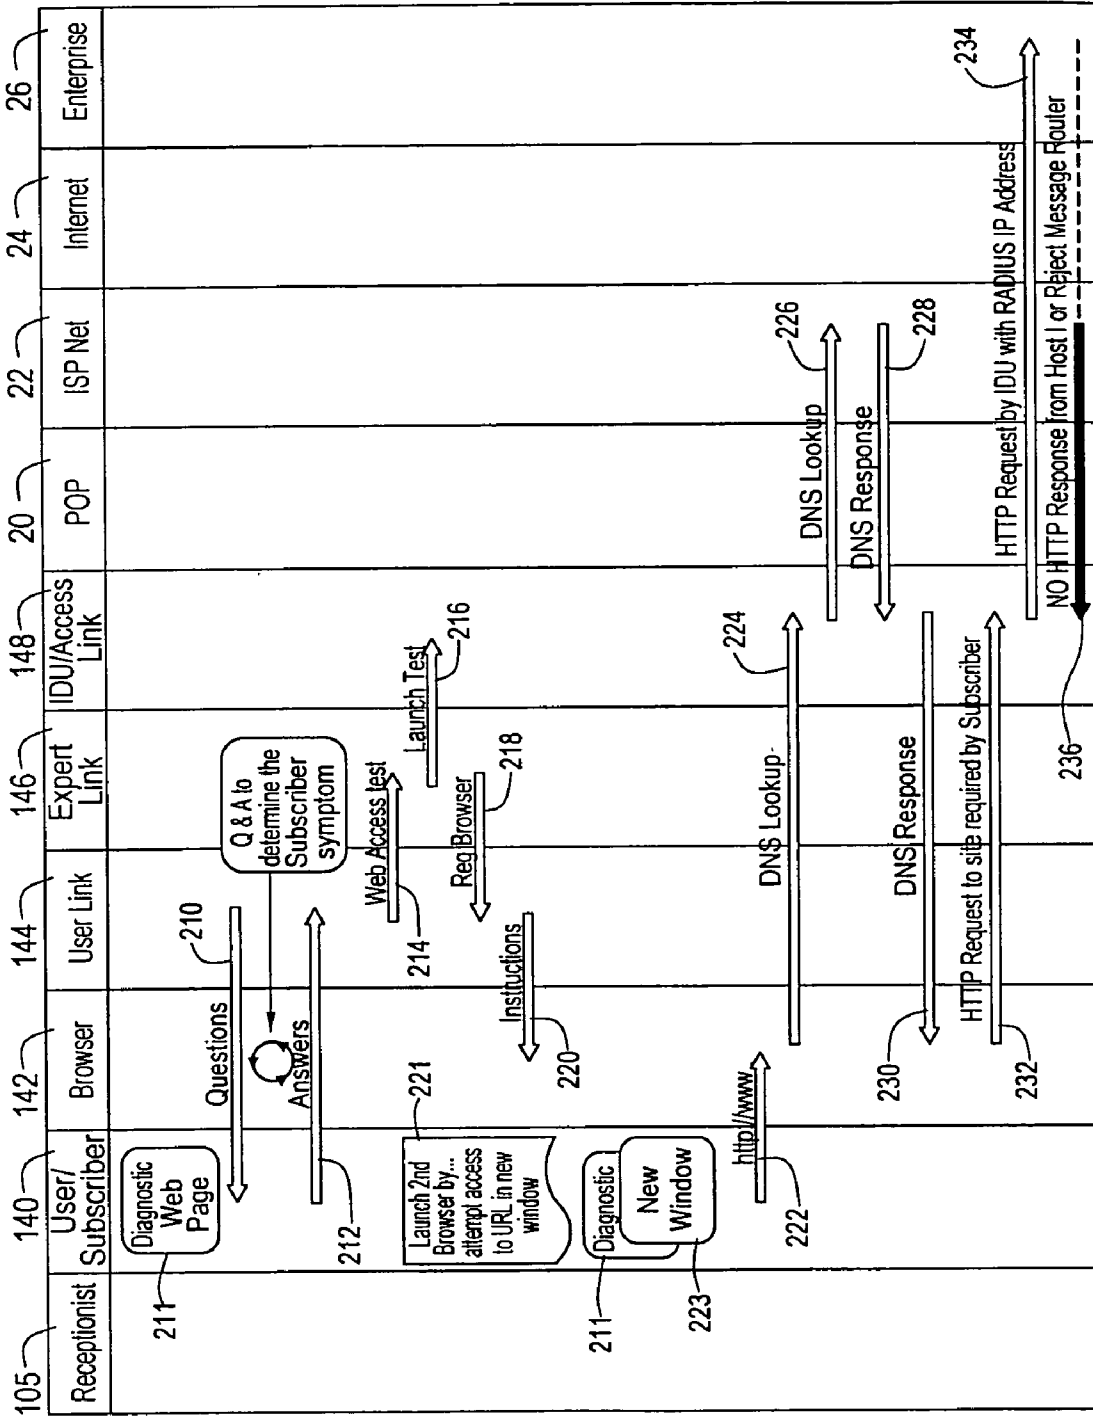 105
140
142
144
146
148
20
22
24
26
Receptionist
User/
Subscriber
Browser
User Link
Expert
Link
IDU/Access
Link
POP
ISP Net
Internet
Enterprise
Diagnostic
Web
Page
211
Questions
210
Q & A to
determine the
Subscriber
symptom
Answers
212
Web Access test
214
Launch Test
216
Launch 2nd
Browser by...
attempt access
to URL in new
window
221
Req Browser
218
Instructions
220
Diagnostic
New
Window
211
223
http://www
222
DNS Lookup
224
DNS Lookup
226
DNS Response
228
DNS Response
230
HTTP Request to site required by Subscriber
232
HTTP Request by IDU with RADIUS IP Address
234
NO HTTP Response from Host I or Reject Message Router
236